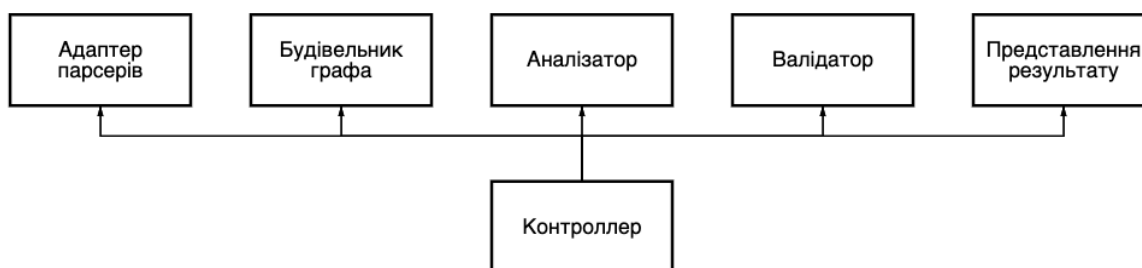 Адаптер
парсерів
Будівельник
графа
Аналізатор
Валідатор
Представлення
результату
Контроллер